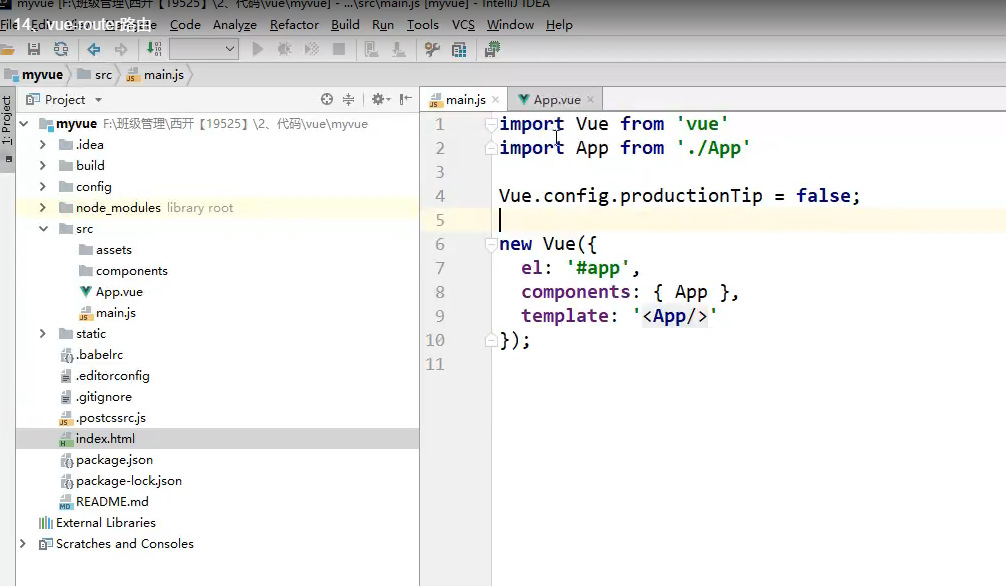 myvue [F:\班级管理\西开【19525】\2、代码\vue\myvue] - ...\src\main.js [myvue] - IntelliJ IDEA
14、vue-router路由
File Code Analyze Refactor Build Run Tools VCS Window Help
myvue src main.js
1: Project
Project
main.js App.vue
myvue F:\班级管理\西开【19525】\2、代码\vue\myvue
.idea
build
config
node_modules library root
src
assets
components
App.vue
main.js
static
.babelrc
.editorconfig
.gitignore
.postcssrc.js
index.html
package.json
package-lock.json
README.md
External Libraries
Scratches and Consoles
1 import Vue from 'vue'
2 import App from './App'
3
4 Vue.config.productionTip = false;
5
6 new Vue({
7 el: '#app',
8 components: { App },
9 template: '<App/>'
10 });
11